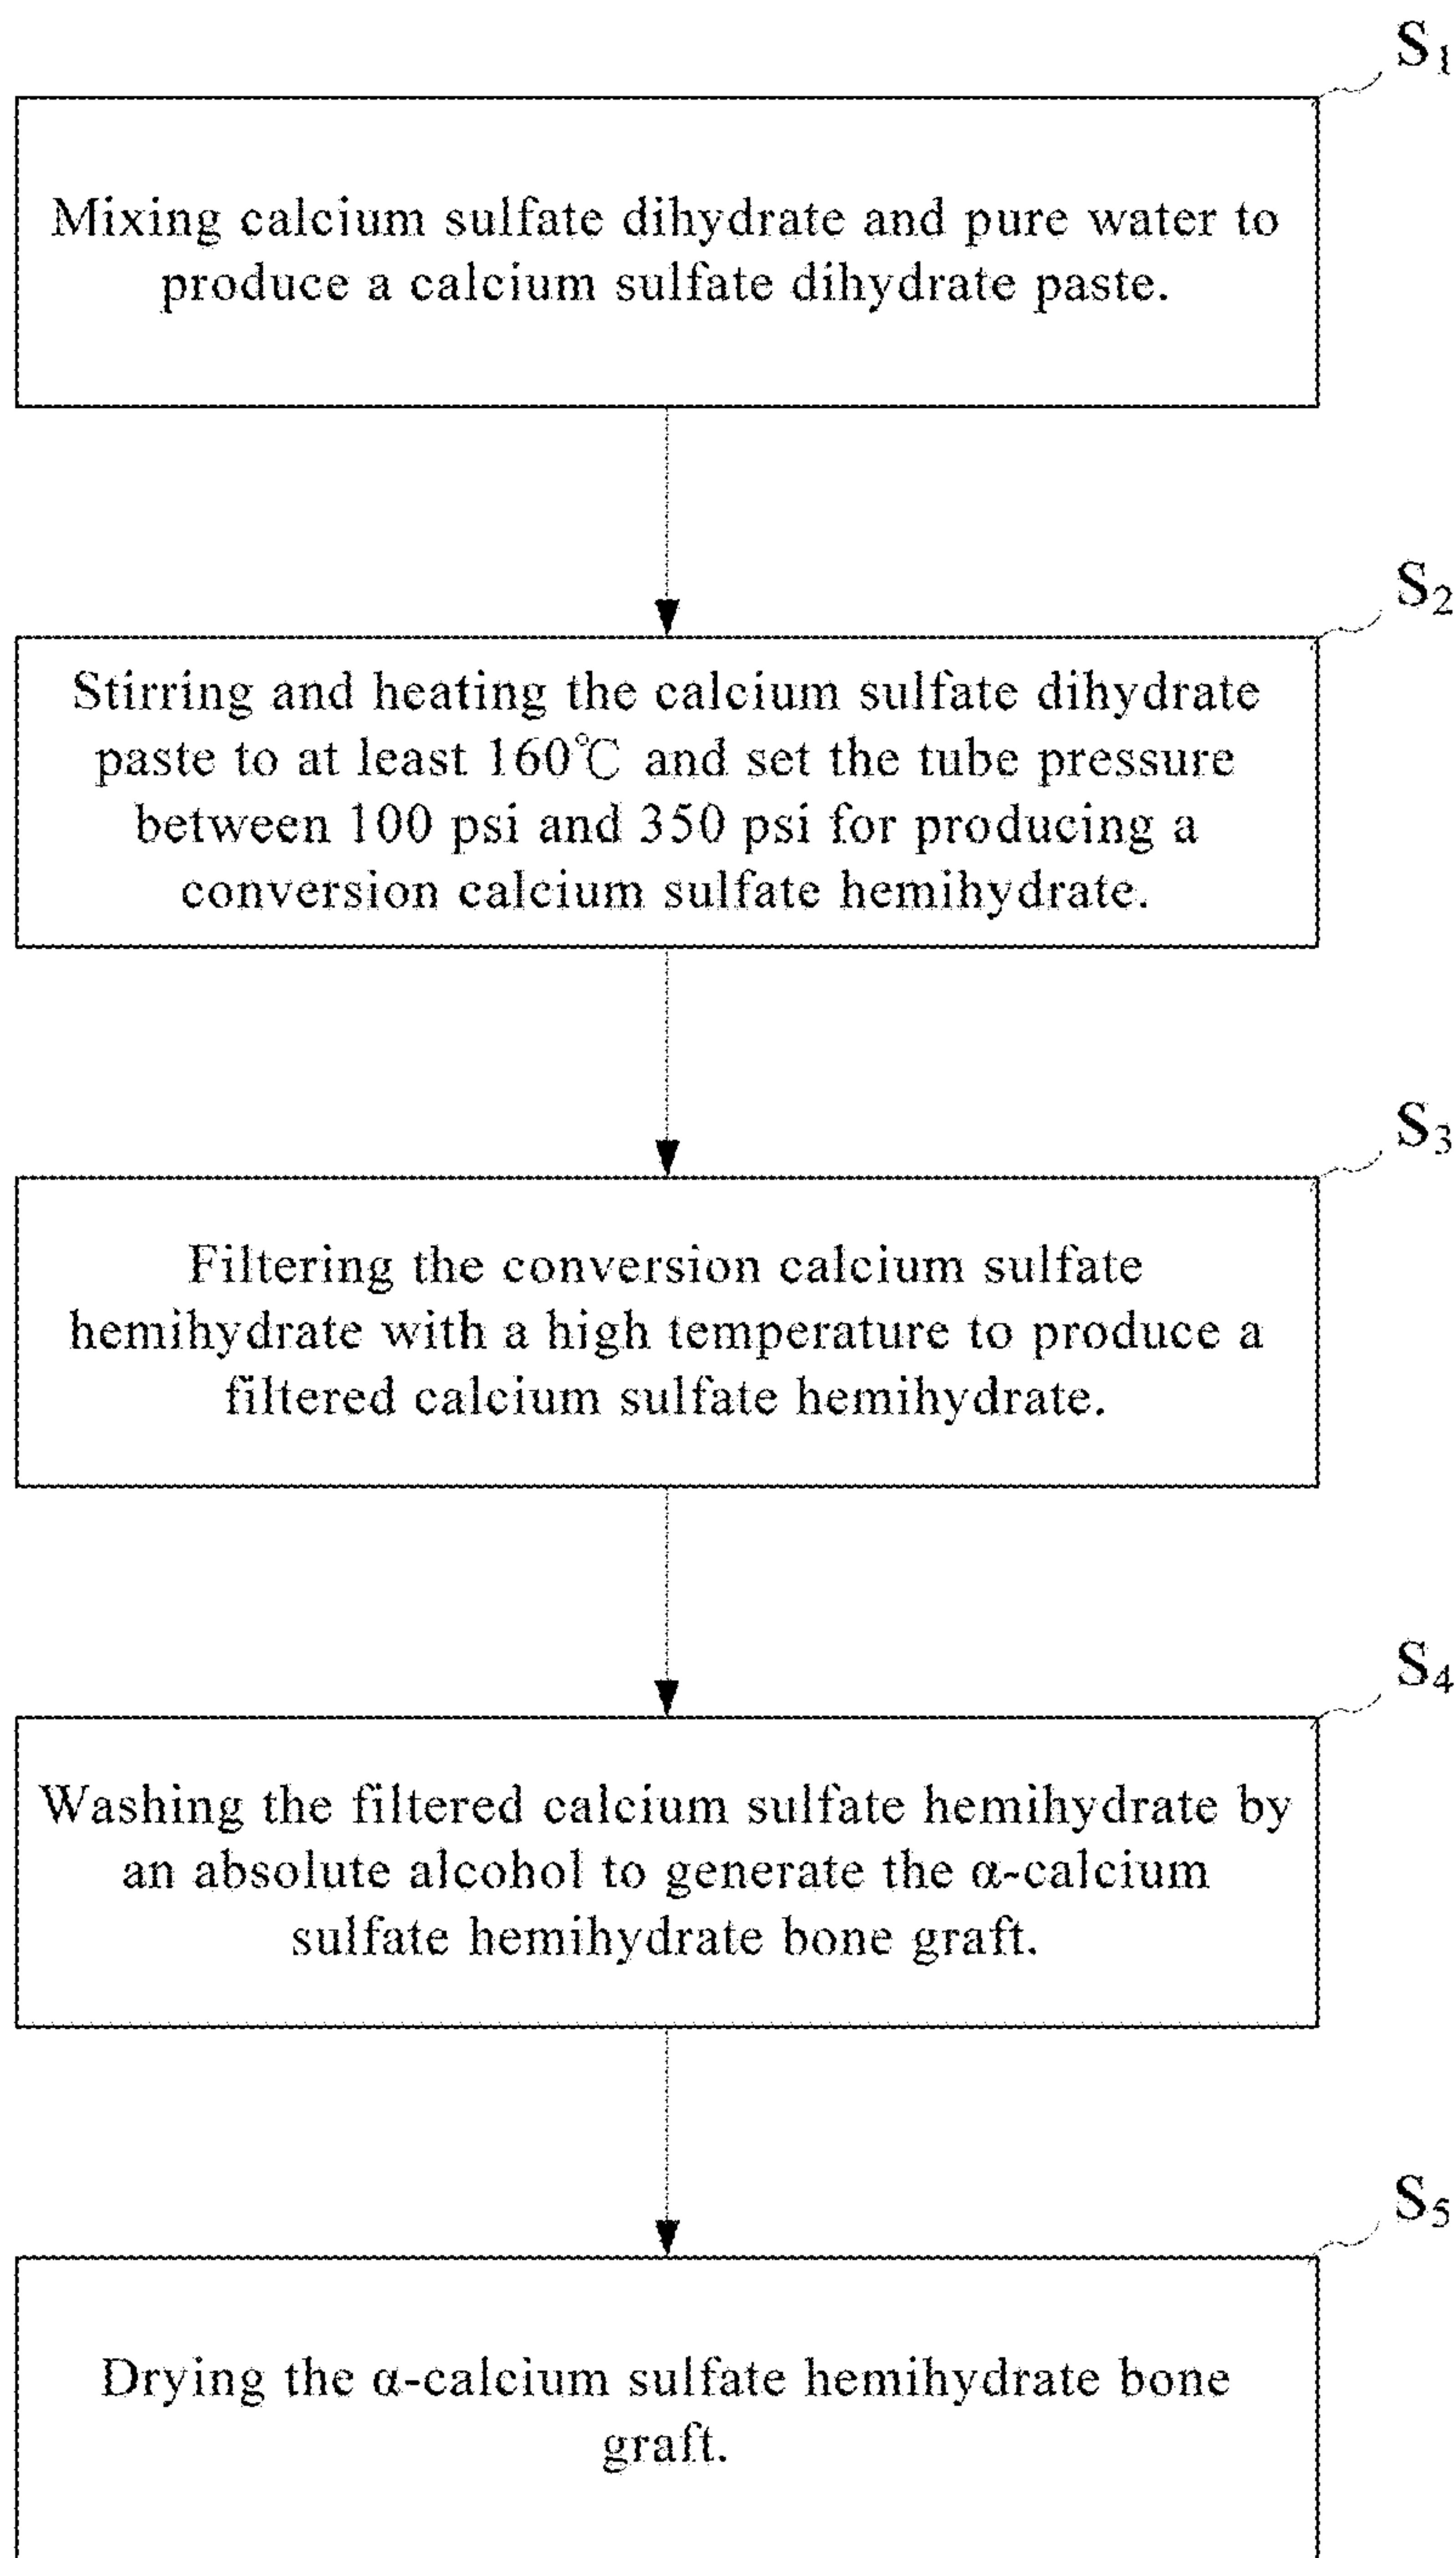 S1
Mixing calcium sulfate dihydrate and pure water to
produce a calcium sulfate dihydrate paste.
S2
Stirring and heating the calcium sulfate dihydrate
paste to at least 160℃ and set the tube pressure
between 100 psi and 350 psi for producing a
conversion calcium sulfate hemihydrate.
S3
Filtering the conversion calcium sulfate
hemihydrate with a high temperature to produce a
filtered calcium sulfate hemihydrate.
S4
Washing the filtered calcium sulfate hemihydrate by
an absolute alcohol to generate the α-calcium
sulfate hemihydrate bone graft.
S5
Drying the α-calcium sulfate hemihydrate bone
graft.